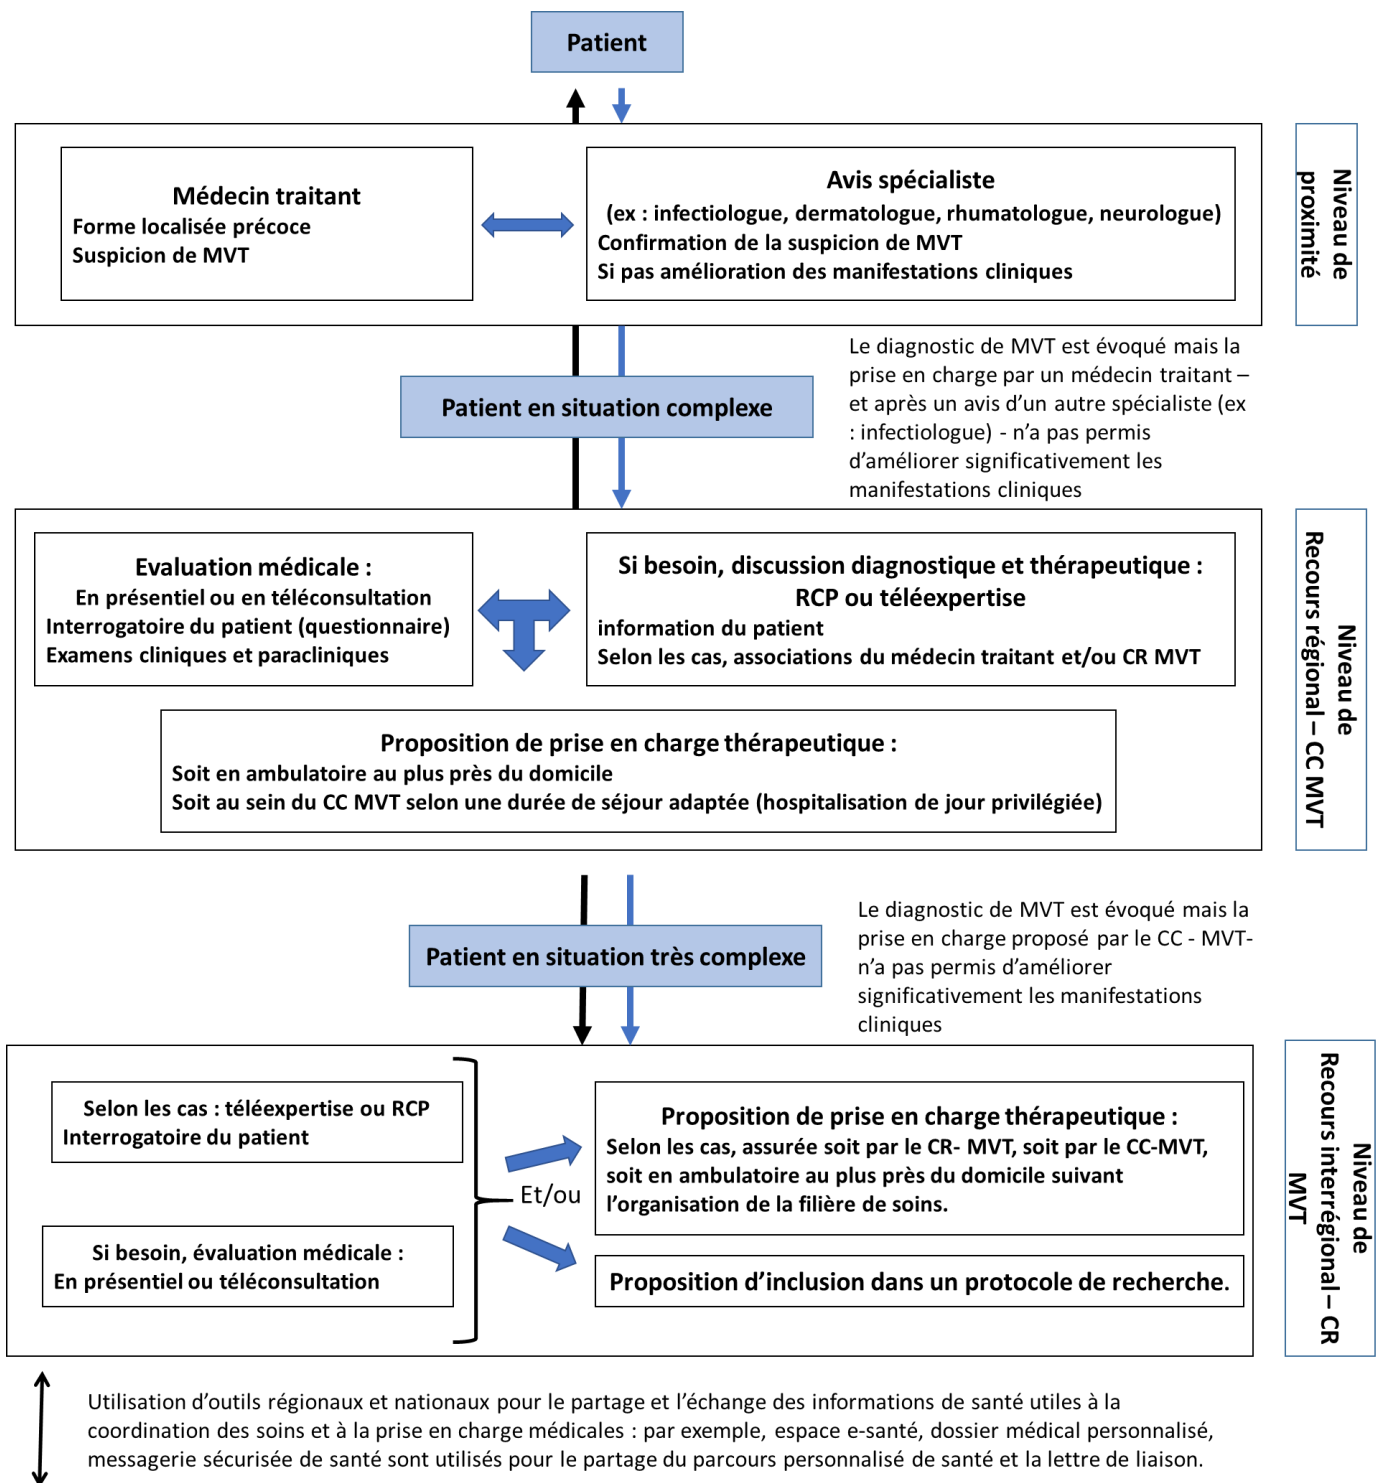 Patient
Médecin traitant
Forme localisée précoce
Suspicion de MVT
Avis spécialiste
(ex : infectiologue, dermatologue, rhumatologue, neurologue)
Confirmation de la suspicion de MVT
Si pas amélioration des manifestations cliniques
Niveau de
proximité
Le diagnostic de MVT est évoqué mais la
prise en charge par un médecin traitant –
et après un avis d’un autre spécialiste (ex
: infectiologue) - n’a pas permis
d’améliorer significativement les
manifestations cliniques
Patient en situation complexe
Evaluation médicale :
En présentiel ou en téléconsultation
Interrogatoire du patient (questionnaire)
Examens cliniques et paracliniques
Si besoin, discussion diagnostique et thérapeutique :
RCP ou téléexpertise
information du patient
Selon les cas, associations du médecin traitant et/ou CR MVT
Proposition de prise en charge thérapeutique :
Soit en ambulatoire au plus près du domicile
Soit au sein du CC MVT selon une durée de séjour adaptée (hospitalisation de jour privilégiée)
Niveau de
Recours régional – CC MVT
Le diagnostic de MVT est évoqué mais la
prise en charge proposé par le CC - MVT-
n’a pas permis d’améliorer
significativement les manifestations
cliniques
Patient en situation très complexe
Selon les cas : téléexpertise ou RCP
Interrogatoire du patient
Si besoin, évaluation médicale :
En présentiel ou téléconsultation
Et/ou
Proposition de prise en charge thérapeutique :
Selon les cas, assurée soit par le CR- MVT, soit par le CC-MVT,
soit en ambulatoire au plus près du domicile suivant
l’organisation de la filière de soins.
Proposition d’inclusion dans un protocole de recherche.
Niveau de
Recours interrégional – CR
MVT
Utilisation d’outils régionaux et nationaux pour le partage et l’échange des informations de santé utiles à la
coordination des soins et à la prise en charge médicales : par exemple, espace e-santé, dossier médical personnalisé,
messagerie sécurisée de santé sont utilisés pour le partage du parcours personnalisé de santé et la lettre de liaison.